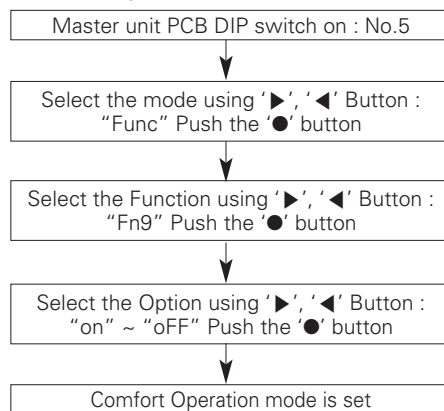 Master unit PCB DIP switch on : No.5
Select the mode using ‘▶’, ‘◀’ Button :
“Func” Push the ‘●’ button
Select the Function using ‘▶’, ‘◀’ Button :
“Fn9” Push the ‘●’ button
Select the Option using ‘▶’, ‘◀’ Button :
“on” ~ “oFF” Push the ‘●’ button
Comfort Operation mode is set